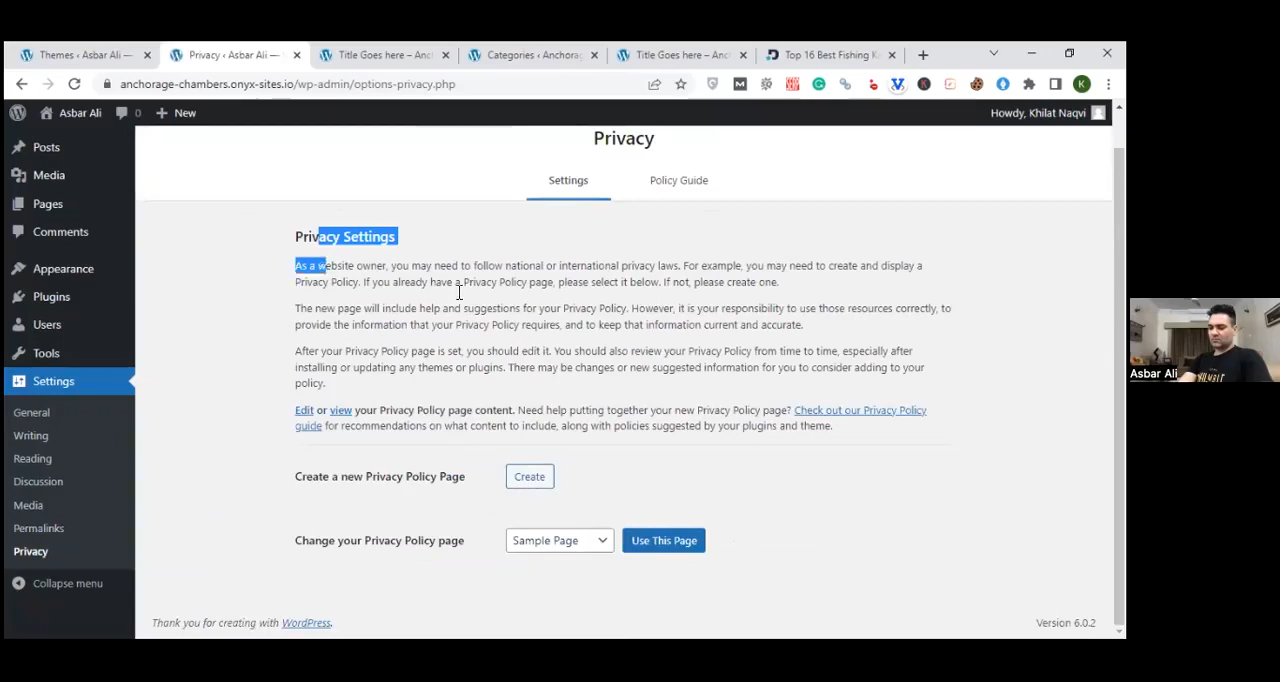 Themes ‹ Asbar Ali —
Privacy ‹ Asbar Ali —
Title Goes here – Anc
Categories ‹ Anchorag
Title Goes here – Anc
Top 16 Best Fishing K
anchorage-chambers.onyx-sites.io/wp-admin/options-privacy.php
Asbar Ali
0
New
Howdy, Khilat Naqvi
Posts
Media
Pages
Comments
Appearance
Plugins
Users
Tools
Settings
General
Writing
Reading
Discussion
Media
Permalinks
Privacy
Collapse menu
Privacy
Settings
Policy Guide
Privacy Settings
As a website owner, you may need to follow national or international privacy laws. For example, you may need to create and display a
Privacy Policy. If you already have a Privacy Policy page, please select it below. If not, please create one.
The new page will include help and suggestions for your Privacy Policy. However, it is your responsibility to use those resources correctly, to
provide the information that your Privacy Policy requires, and to keep that information current and accurate.
After your Privacy Policy page is set, you should edit it. You should also review your Privacy Policy from time to time, especially after
installing or updating any themes or plugins. There may be changes or new suggested information for you to consider adding to your
policy.
Edit or view your Privacy Policy page content. Need help putting together your new Privacy Policy page? Check out our Privacy Policy
guide for recommendations on what content to include, along with policies suggested by your plugins and theme.
Create a new Privacy Policy Page
Create
Change your Privacy Policy page
Sample Page
Use This Page
Thank you for creating with WordPress.
Version 6.0.2
Asbar Ali